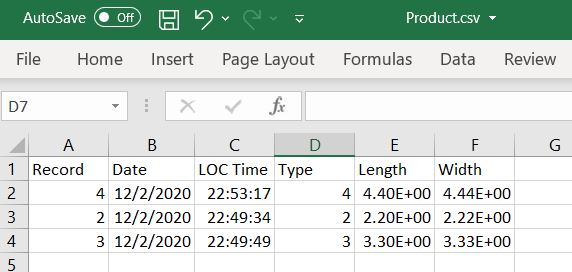 AutoSave Off Product.csv
File Home Insert Page Layout Formulas Data Review
D7 fx
A B C D E F G
1 Record Date LOC Time Type Length Width
2 4 12/2/2020 22:53:17 4 4.40E+00 4.44E+00
3 2 12/2/2020 22:49:34 2 2.20E+00 2.22E+00
4 3 12/2/2020 22:49:49 3 3.30E+00 3.33E+00
5